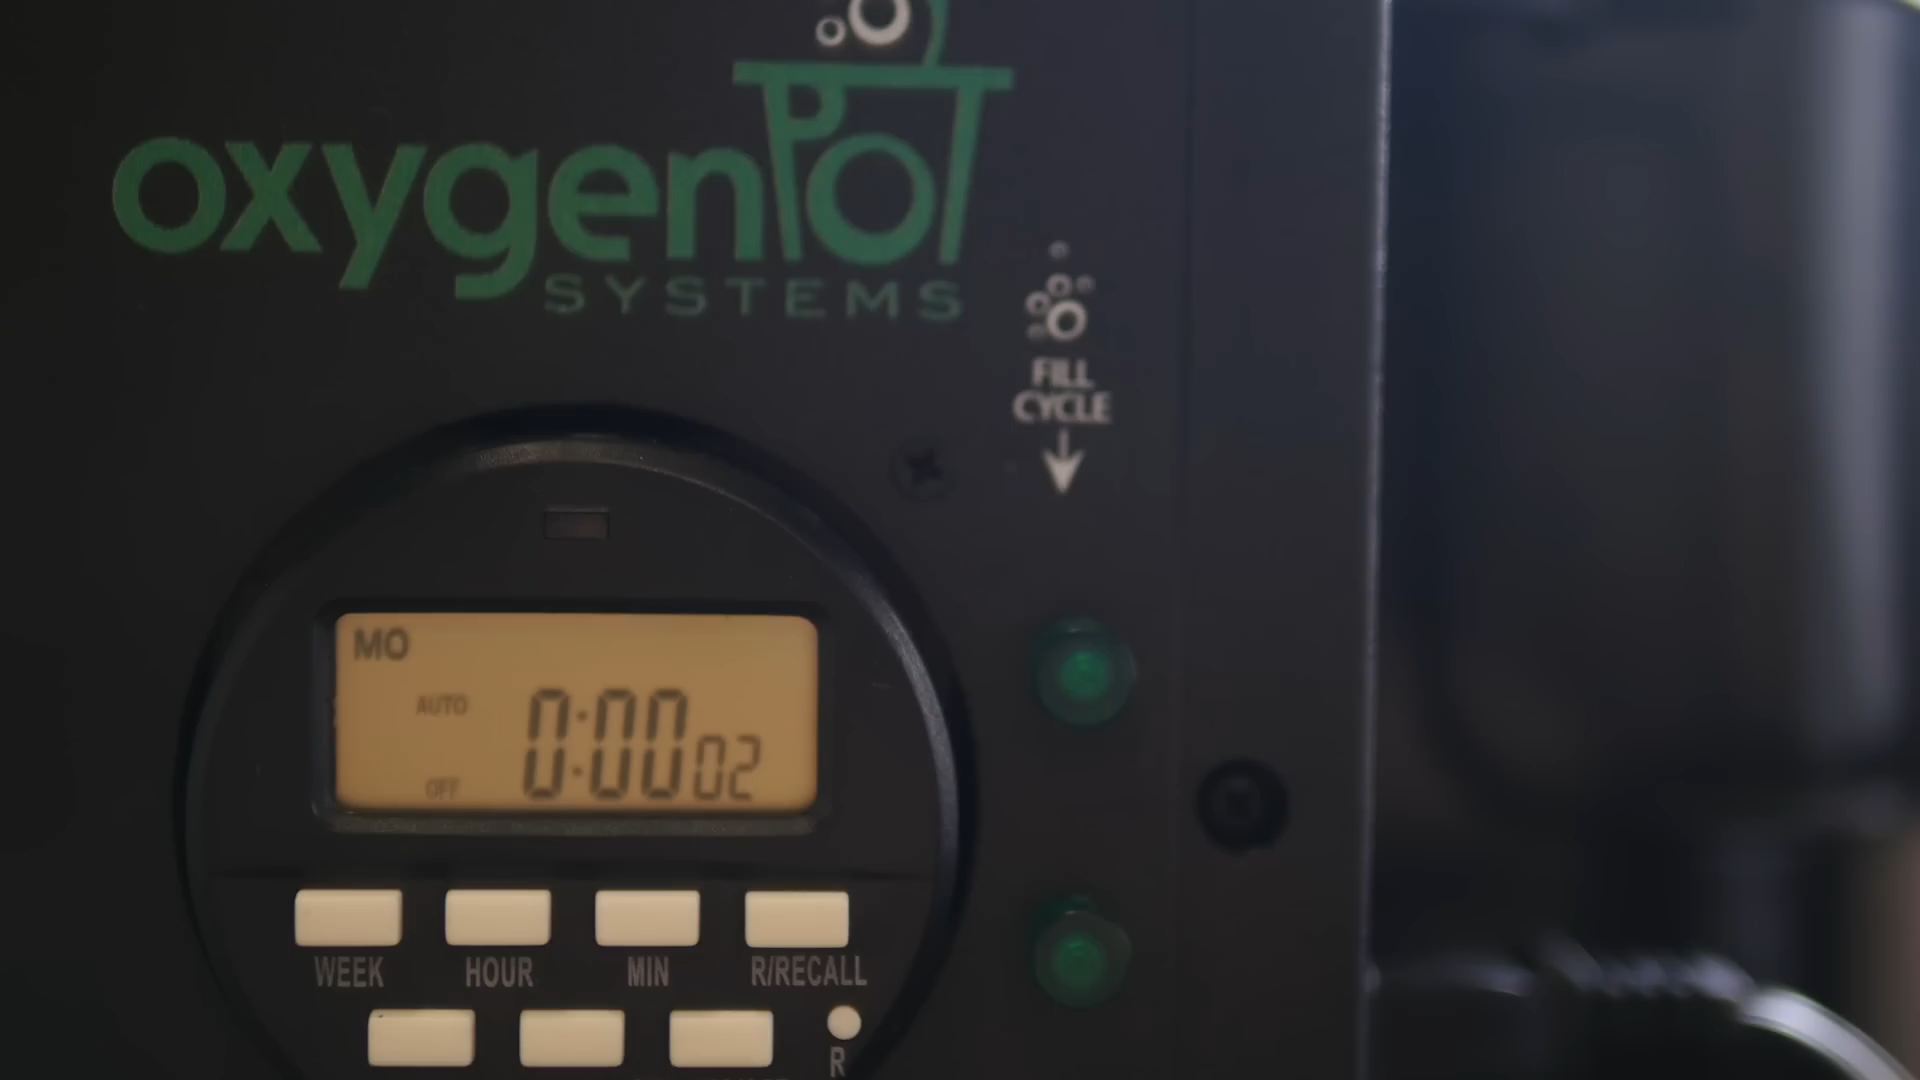 oxygenPOT
SYSTEMS
FILL
CYCLE
MO
AUTO
0:00 02
OFF
WEEK HOUR MIN R/RECALL
R